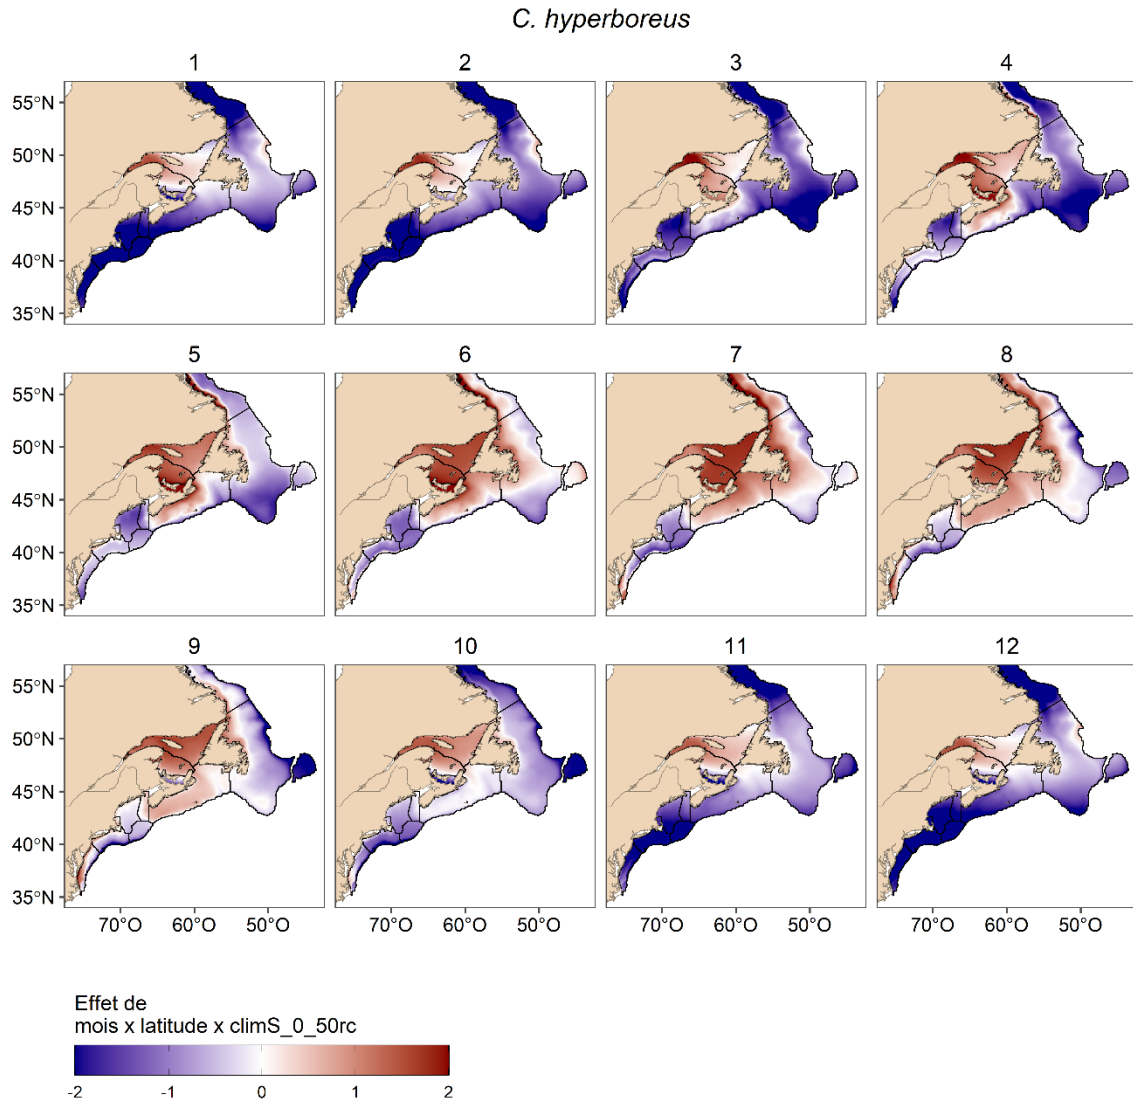 C. hyperboreus
1 2 3 4
55°N
50°N
45°N
40°N
35°N
5 6 7 8
55°N
50°N
45°N
40°N
35°N
9 10 11 12
55°N
50°N
45°N
40°N
35°N
70°O 60°O 50°O 70°O 60°O 50°O 70°O 60°O 50°O 70°O 60°O 50°O
Effet de
mois x latitude x climS_0_50rc
-2 -1 0 1 2